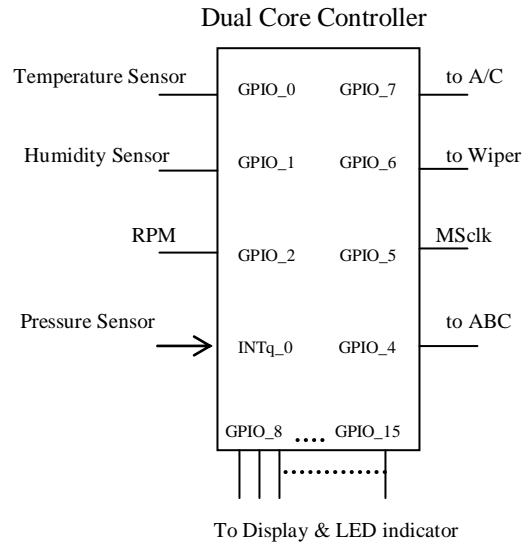 Dual Core Controller
Temperature Sensor
GPIO_0
GPIO_7
to A/C
Humidity Sensor
GPIO_1
GPIO_6
to Wiper
RPM
GPIO_2
GPIO_5
MSclk
Pressure Sensor
INTq_0
GPIO_4
to ABC
GPIO_8 .... GPIO_15
To Display & LED indicator